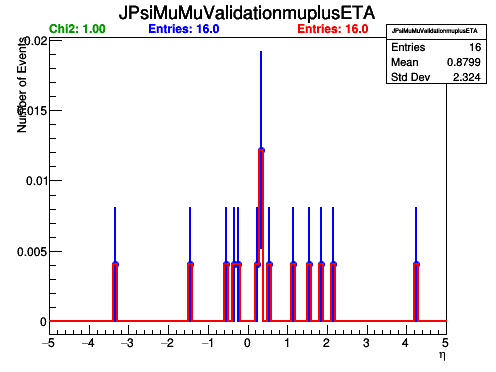 JPsiMuMuValidationmuplusETA
Chi2: 1.00 Entries: 16.0 Entries: 16.0
JPsiMuMuValidationmuplusETA
Entries 16
Mean 0.8799
Std Dev 2.324
Number of Events
0.02
0.015
0.01
0.005
0
−5 −4 −3 −2 −1 0 1 2 3 4 5
η